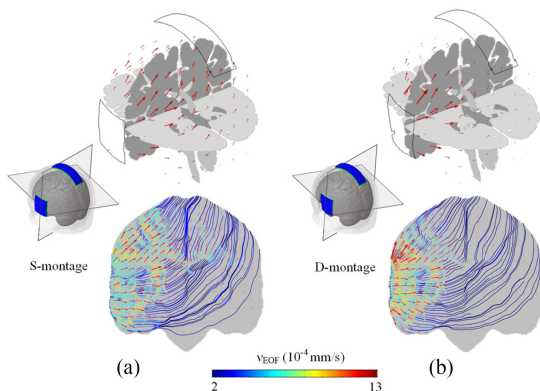 S-montage
D-montage
(a)
v_EOF (10⁻⁴ mm/s)
(b)
2
13